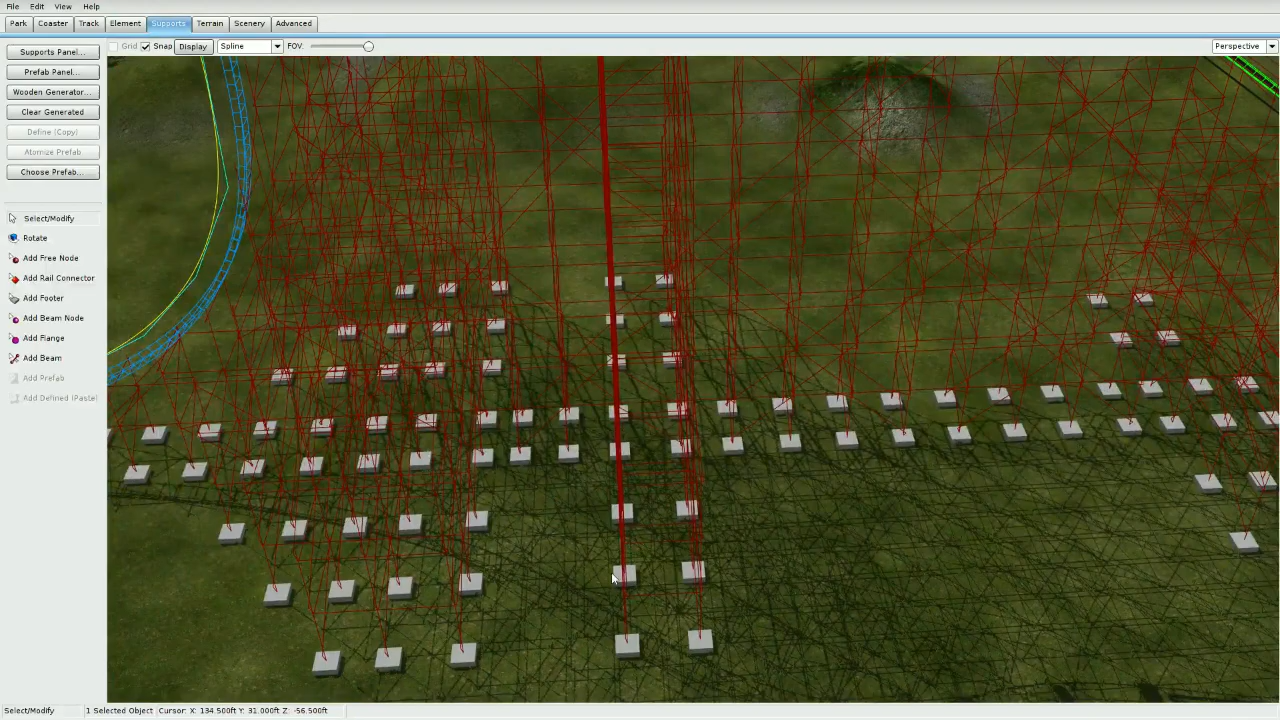 File Edit View Help
Park Coaster Track Element Supports Terrain Scenery Advanced
Supports Panel... Grid Snap Display Spline FOV: Perspective
Prefab Panel...
Wooden Generator...
Clear Generated
Define (Copy)
Atomize Prefab
Choose Prefab...
Select/Modify
Rotate
Add Free Node
Add Rail Connector
Add Footer
Add Beam Node
Add Flange
Add Beam
Add Prefab
Add Defined (Paste)
Select/Modify 1 Selected Object Cursor: X: 134.500ft Y: 31.000ft Z: -56.500ft